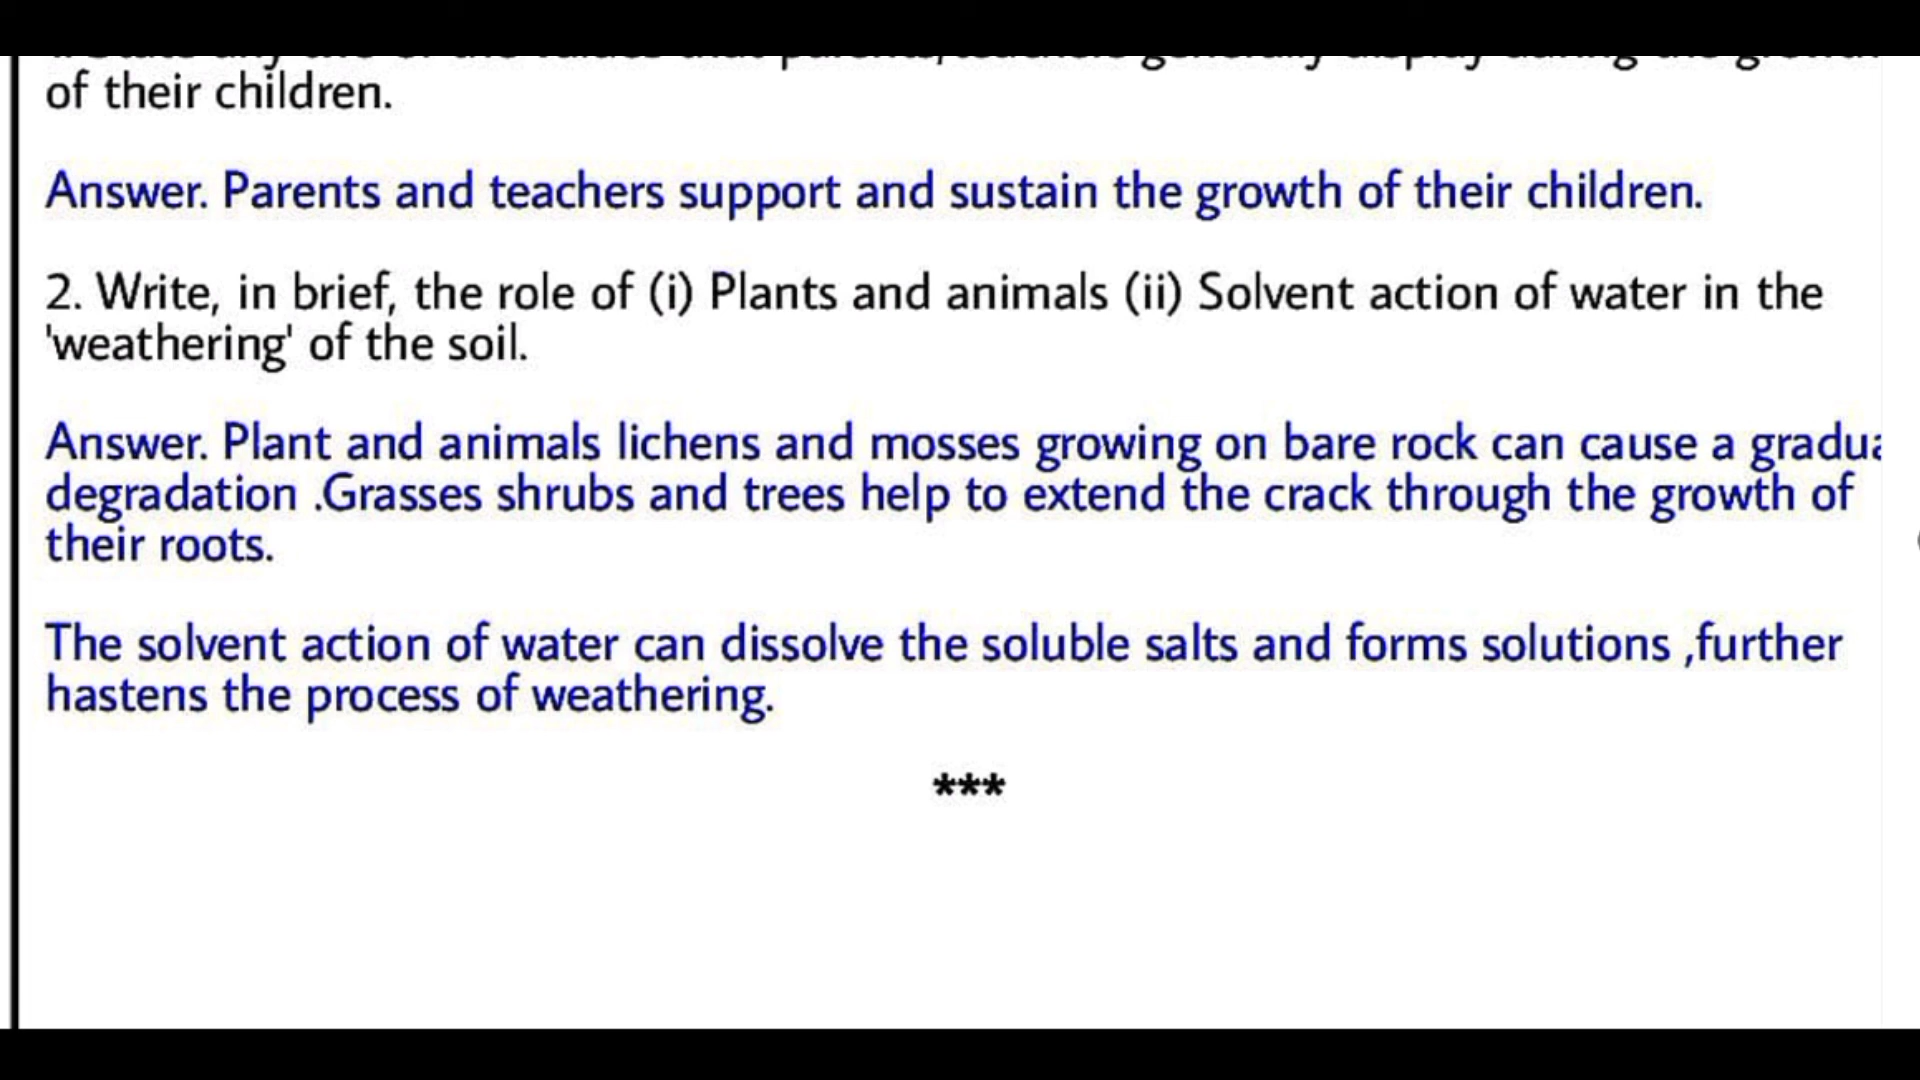 of their children.
Answer. Parents and teachers support and sustain the growth of their children.
2. Write, in brief, the role of (i) Plants and animals (ii) Solvent action of water in the
'weathering' of the soil.
Answer. Plant and animals lichens and mosses growing on bare rock can cause a
degradation .Grasses shrubs and trees help to extend the crack through the growth of
their roots.
The solvent action of water can dissolve the soluble salts and forms solutions ,further
hastens the process of weathering.
***